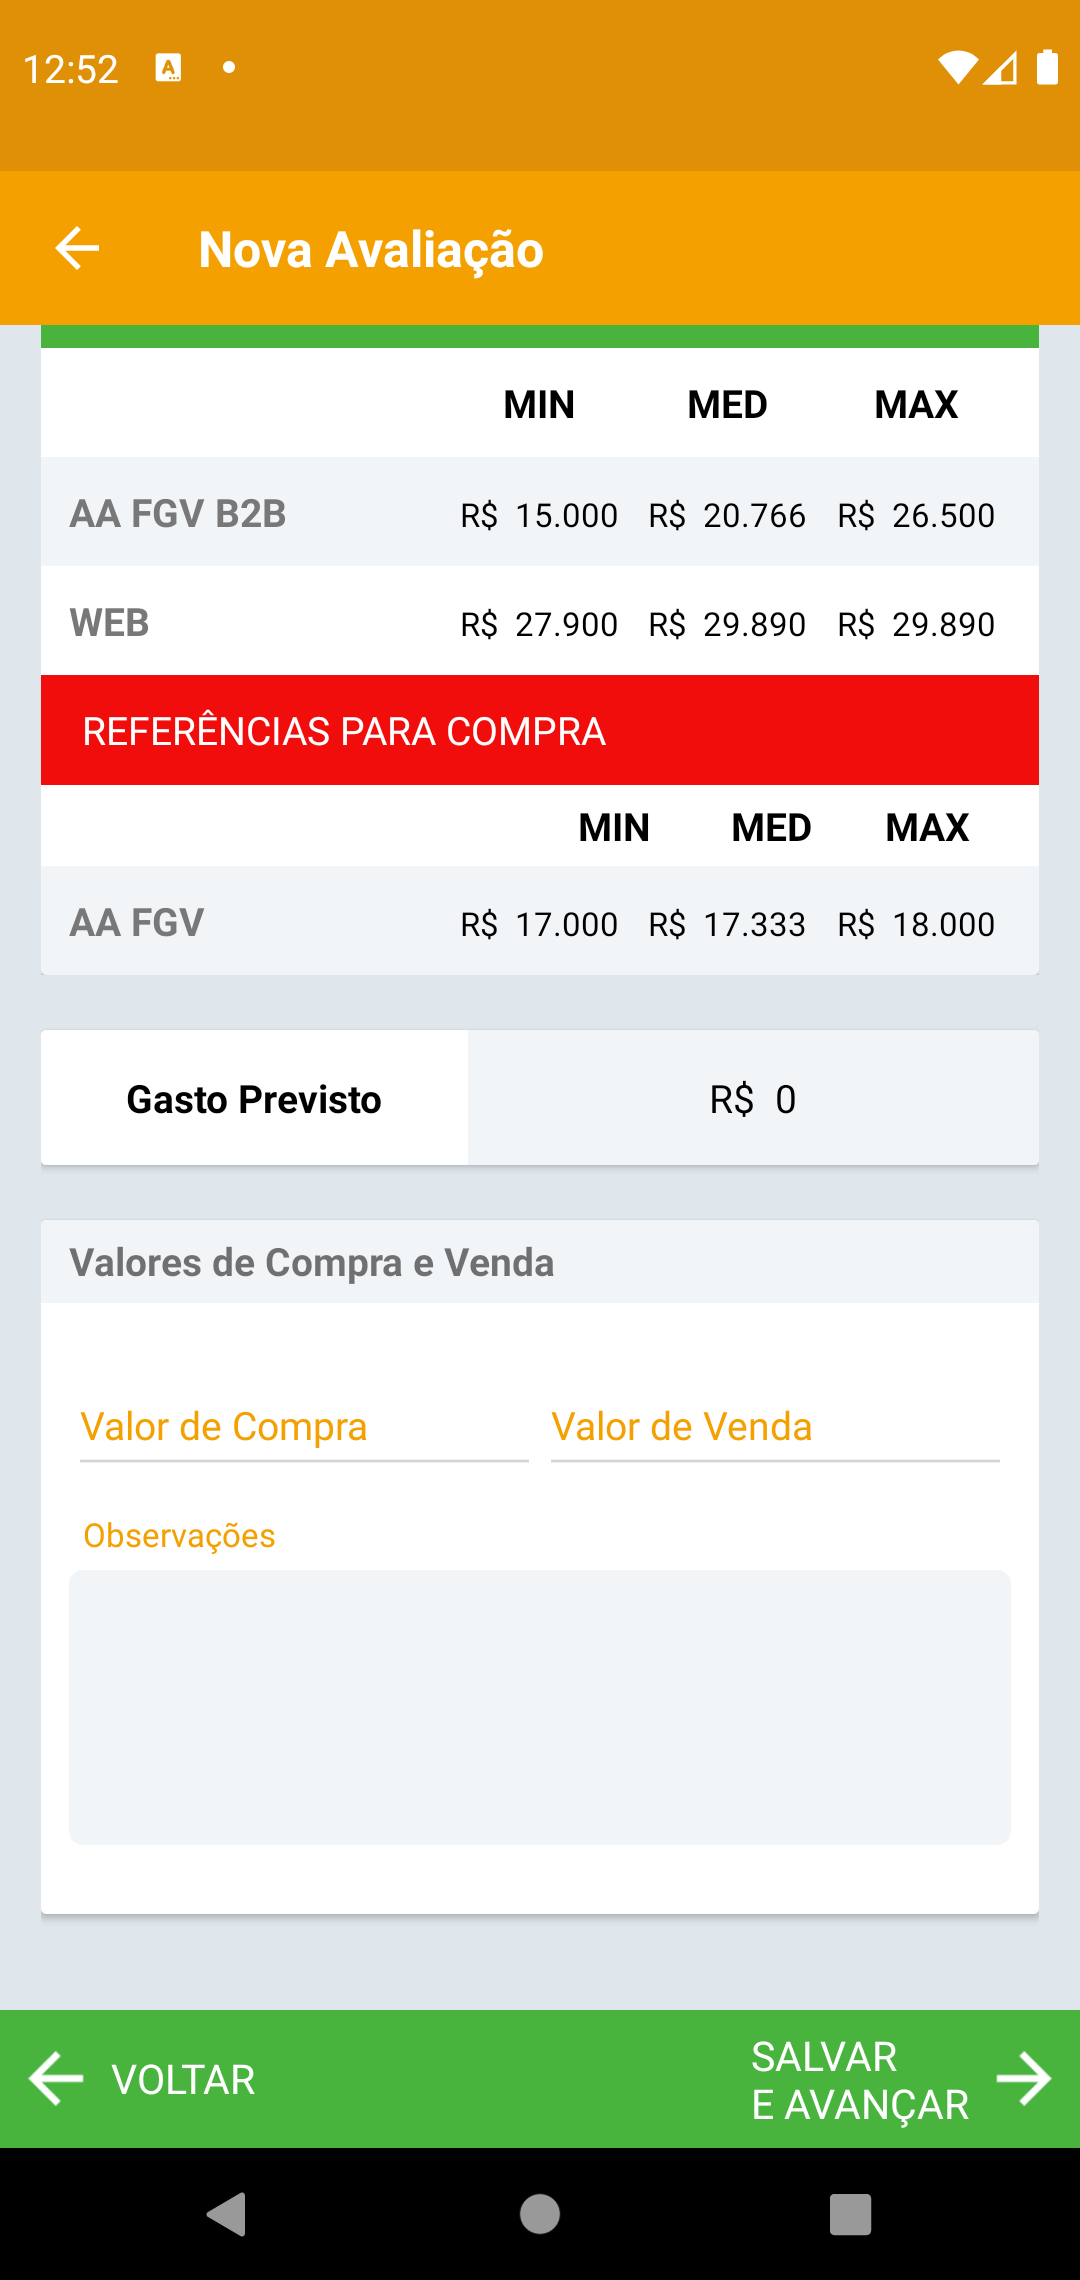 12:52
Nova Avaliação
MIN MED MAX
AA FGV B2B R$ 15.000 R$ 20.766 R$ 26.500
WEB R$ 27.900 R$ 29.890 R$ 29.890
REFERÊNCIAS PARA COMPRA
MIN MED MAX
AA FGV R$ 17.000 R$ 17.333 R$ 18.000
Gasto Previsto R$ 0
Valores de Compra e Venda
Valor de Compra Valor de Venda
Observações
VOLTAR
SALVAR
E AVANÇAR